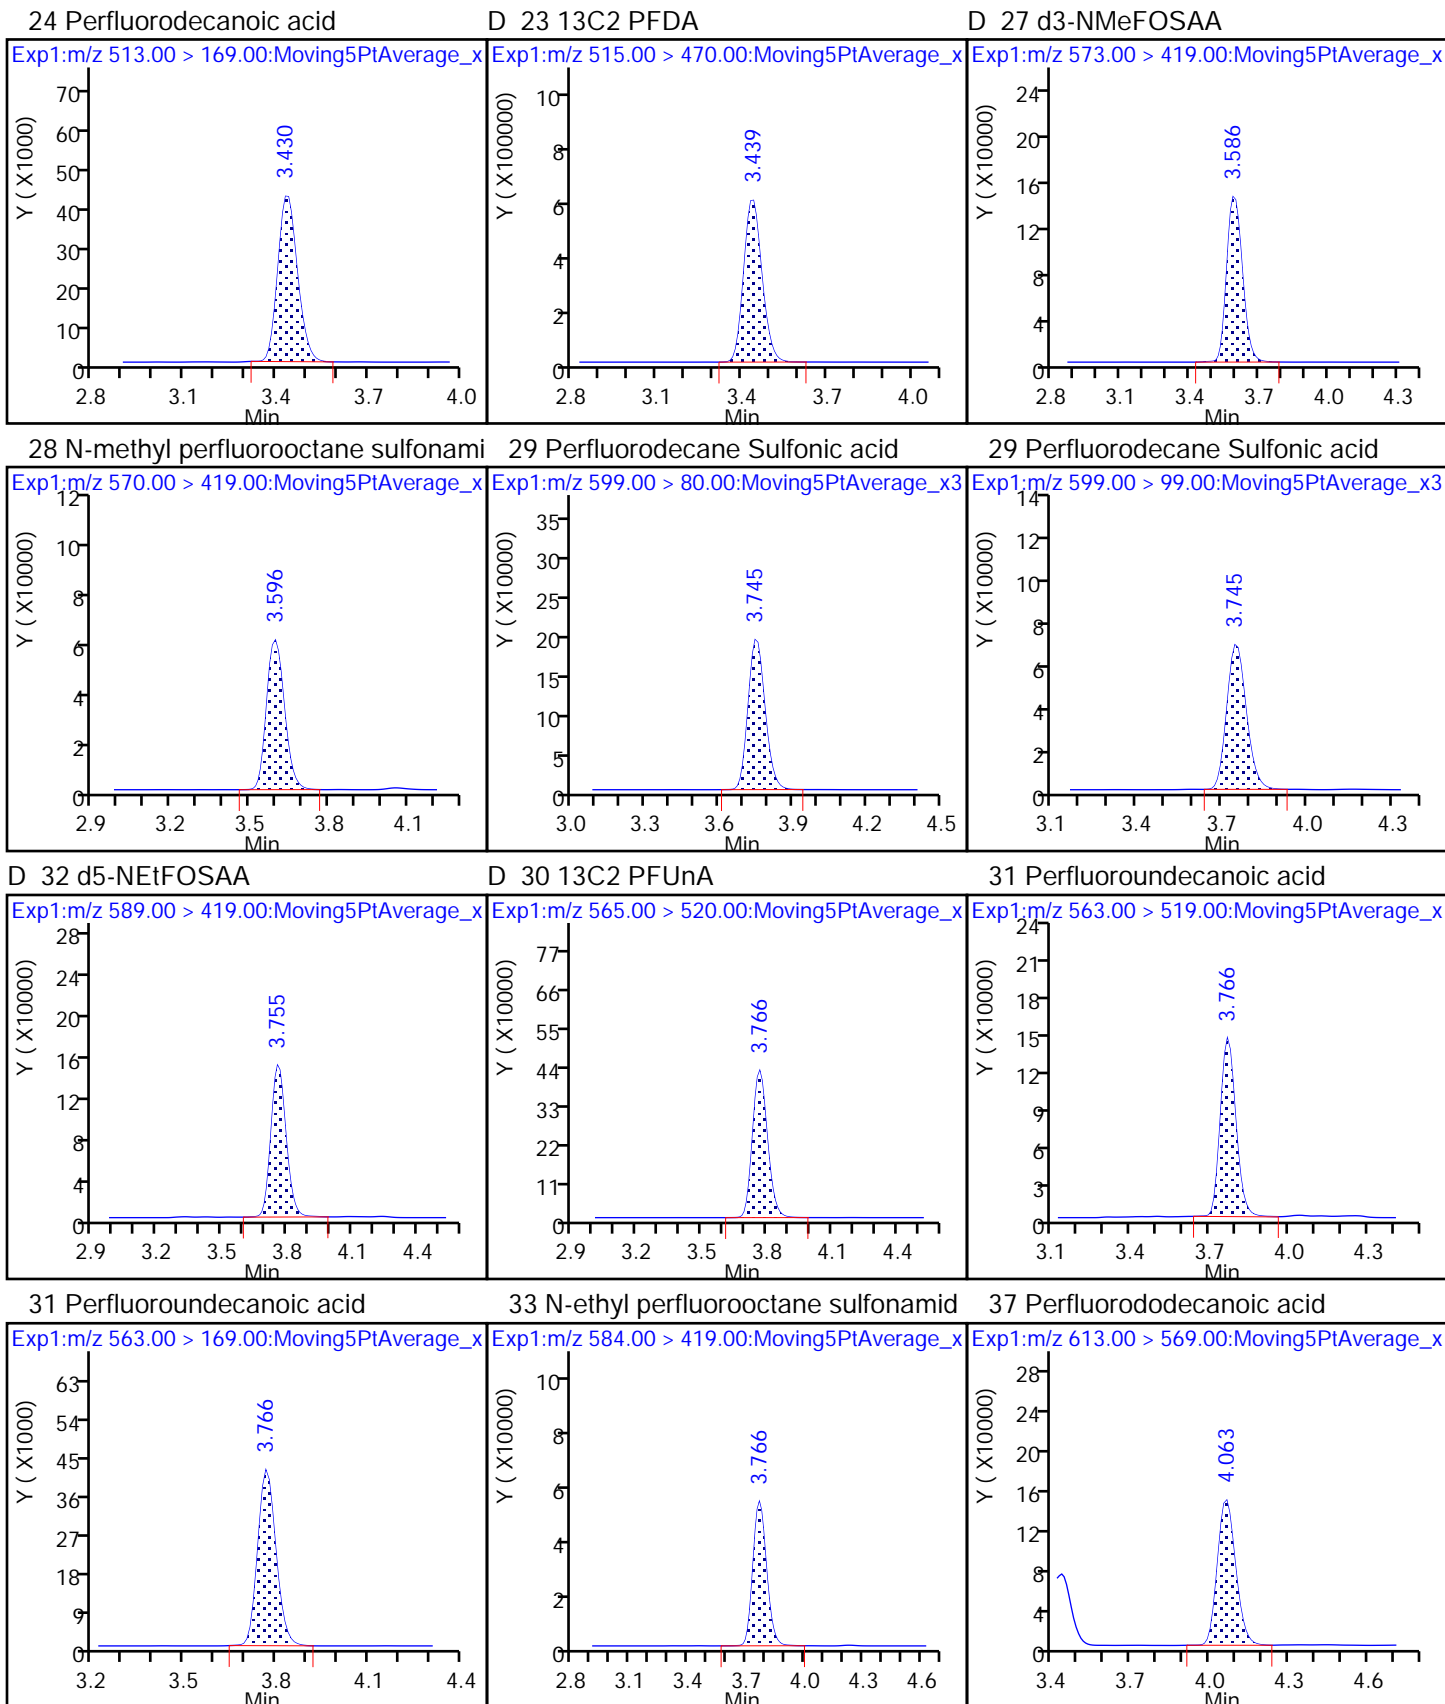 24 Perfluorodecanoic acid
Exp1:m/z 513.00 > 169.00:Moving5PtAverage_x
Y ( X1000)
70
60
50
40
30
20
10
0
3.430
2.8 3.1 3.4 3.7 4.0
Min
D 23 13C2 PFDA
Exp1:m/z 515.00 > 470.00:Moving5PtAverage_x
Y ( X100000)
10
8
6
4
2
0
3.439
2.8 3.1 3.4 3.7 4.0
Min
D 27 d3-NMeFOSAA
Exp1:m/z 573.00 > 419.00:Moving5PtAverage_x
Y ( X10000)
24
20
16
12
8
4
0
3.586
2.8 3.1 3.4 3.7 4.0 4.3
Min
28 N-methyl perfluorooctane sulfonami
Exp1:m/z 570.00 > 419.00:Moving5PtAverage_x
Y ( X10000)
12
10
8
6
4
2
0
3.596
2.9 3.2 3.5 3.8 4.1
Min
29 Perfluorodecane Sulfonic acid
Exp1:m/z 599.00 > 80.00:Moving5PtAverage_x3
Y ( X10000)
35
30
25
20
15
10
5
0
3.745
3.0 3.3 3.6 3.9 4.2 4.5
Min
29 Perfluorodecane Sulfonic acid
Exp1:m/z 599.00 > 99.00:Moving5PtAverage_x3
Y ( X10000)
14
12
10
8
6
4
2
0
3.745
3.1 3.4 3.7 4.0 4.3
Min
D 32 d5-NEtFOSAA
Exp1:m/z 589.00 > 419.00:Moving5PtAverage_x
Y ( X10000)
28
24
20
16
12
8
4
0
3.755
2.9 3.2 3.5 3.8 4.1 4.4
Min
D 30 13C2 PFUnA
Exp1:m/z 565.00 > 520.00:Moving5PtAverage_x
Y ( X10000)
77
66
55
44
33
22
11
0
3.766
2.9 3.2 3.5 3.8 4.1 4.4
Min
31 Perfluoroundecanoic acid
Exp1:m/z 563.00 > 519.00:Moving5PtAverage_x
Y ( X10000)
24
21
18
15
12
9
6
3
0
3.766
3.1 3.4 3.7 4.0 4.3
Min
31 Perfluoroundecanoic acid
Exp1:m/z 563.00 > 169.00:Moving5PtAverage_x
Y ( X1000)
63
54
45
36
27
18
9
0
3.766
3.2 3.5 3.8 4.1 4.4
Min
33 N-ethyl perfluorooctane sulfonamid
Exp1:m/z 584.00 > 419.00:Moving5PtAverage_x
Y ( X10000)
10
8
6
4
2
0
3.766
2.8 3.1 3.4 3.7 4.0 4.3 4.6
Min
37 Perfluorododecanoic acid
Exp1:m/z 613.00 > 569.00:Moving5PtAverage_x
Y ( X10000)
28
24
20
16
12
8
4
0
4.063
3.4 3.7 4.0 4.3 4.6
Min